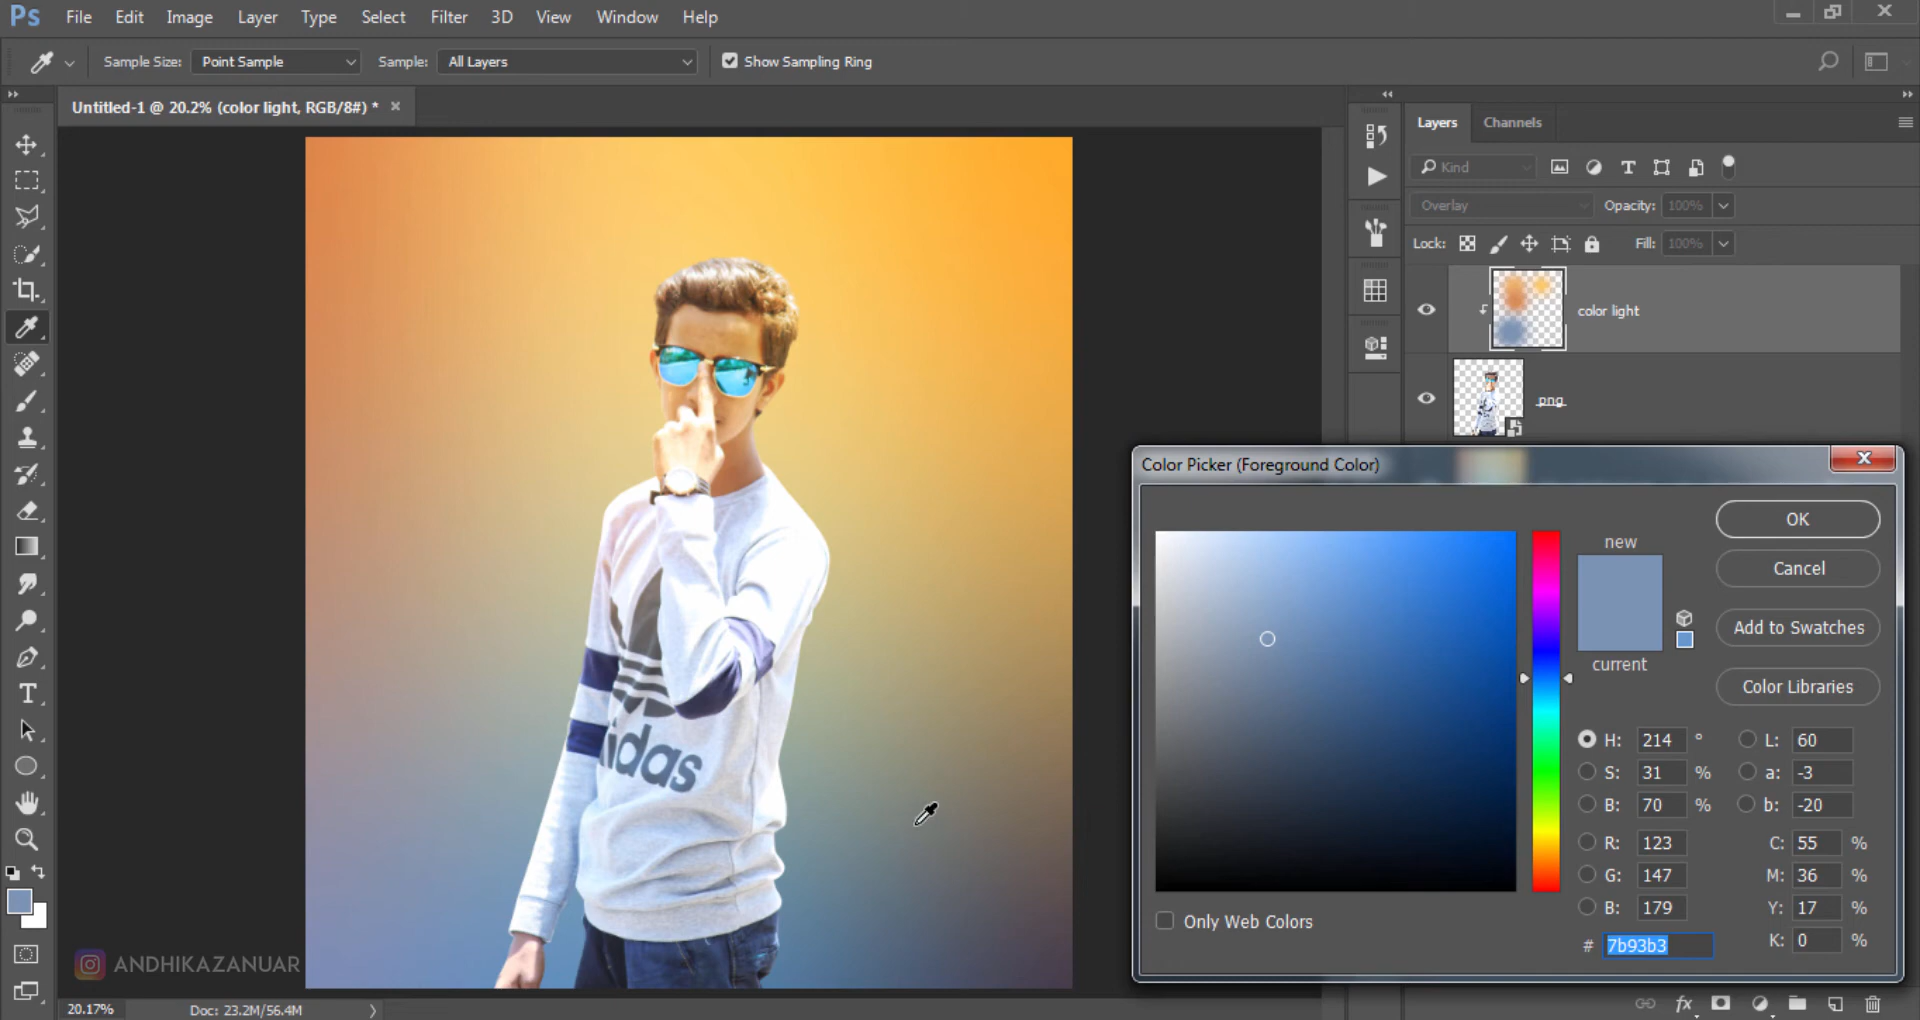 Ps File Edit Image Layer Type Select Filter 3D View Window Help
Sample Size: Point Sample Sample: All Layers Show Sampling Ring
Untitled-1 @ 20.2% (color light, RGB/8#) *
Layers Channels
Kind
Overlay Opacity: 100%
Lock: Fill: 100%
color light
png
Color Picker (Foreground Color)
OK
new
Cancel
Add to Swatches
current
Color Libraries
H: 214 ° L: 60
S: 31 % a: -3
B: 70 % b: -20
R: 123 C: 55 %
G: 147 M: 36 %
B: 179 Y: 17 %
# 7b93b3 K: 0 %
Only Web Colors
adidas
ANDHIKAZANUAR
20.17% Doc: 23.2M/56.4M
fx